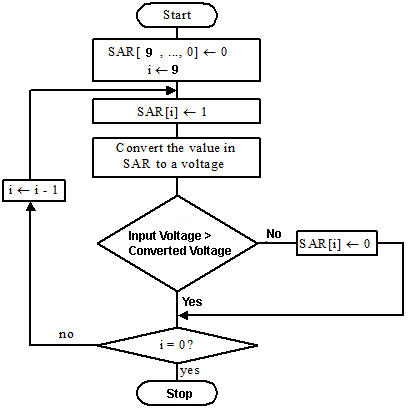 Start
SAR[ 9 , ..., 0] ← 0
i ← 9
SAR[i] ← 1
Convert the value in
SAR to a voltage
i ← i - 1
Input Voltage >
Converted Voltage
No
SAR[i] ← 0
Yes
no
i = 0?
yes
Stop